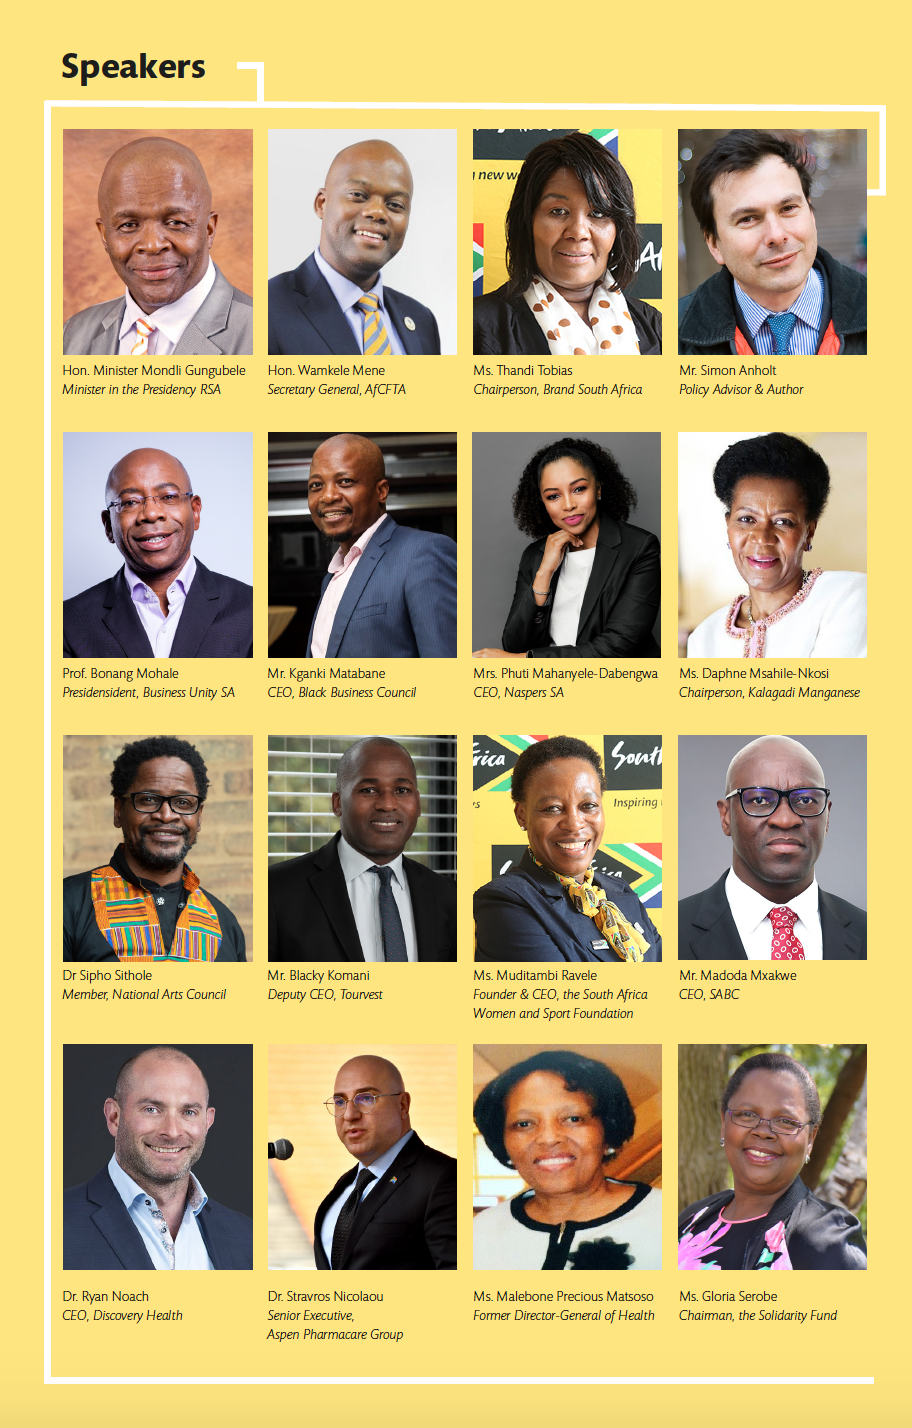 Speakers
new w
Hon. Minister Mondli Gungubele
Minister in the Presidency RSA
Hon. Wamkele Mene
Secretary General, AfCFTA
Ms. Thandi Tobias
Chairperson, Brand South Africa
Mr. Simon Anholt
Policy Advisor & Author
Prof. Bonang Mohale
Presidensident, Business Unity SA
Mr. Kganki Matabane
CEO, Black Business Council
Mrs. Phuti Mahanyele-Dabengwa
CEO, Naspers SA
Ms. Daphne Msahile-Nkosi
Chairperson, Kalagadi Manganese
rica
South
Inspiring
Dr Sipho Sithole
Member, National Arts Council
Mr. Blacky Komani
Deputy CEO, Tourvest
Ms. Muditambi Ravele
Founder & CEO, the South Africa
Women and Sport Foundation
Mr. Madoda Mxakwe
CEO, SABC
Dr. Ryan Noach
CEO, Discovery Health
Dr. Stravros Nicolaou
Senior Executive,
Aspen Pharmacare Group
Ms. Malebone Precious Matsoso
Former Director-General of Health
Ms. Gloria Serobe
Chairman, the Solidarity Fund